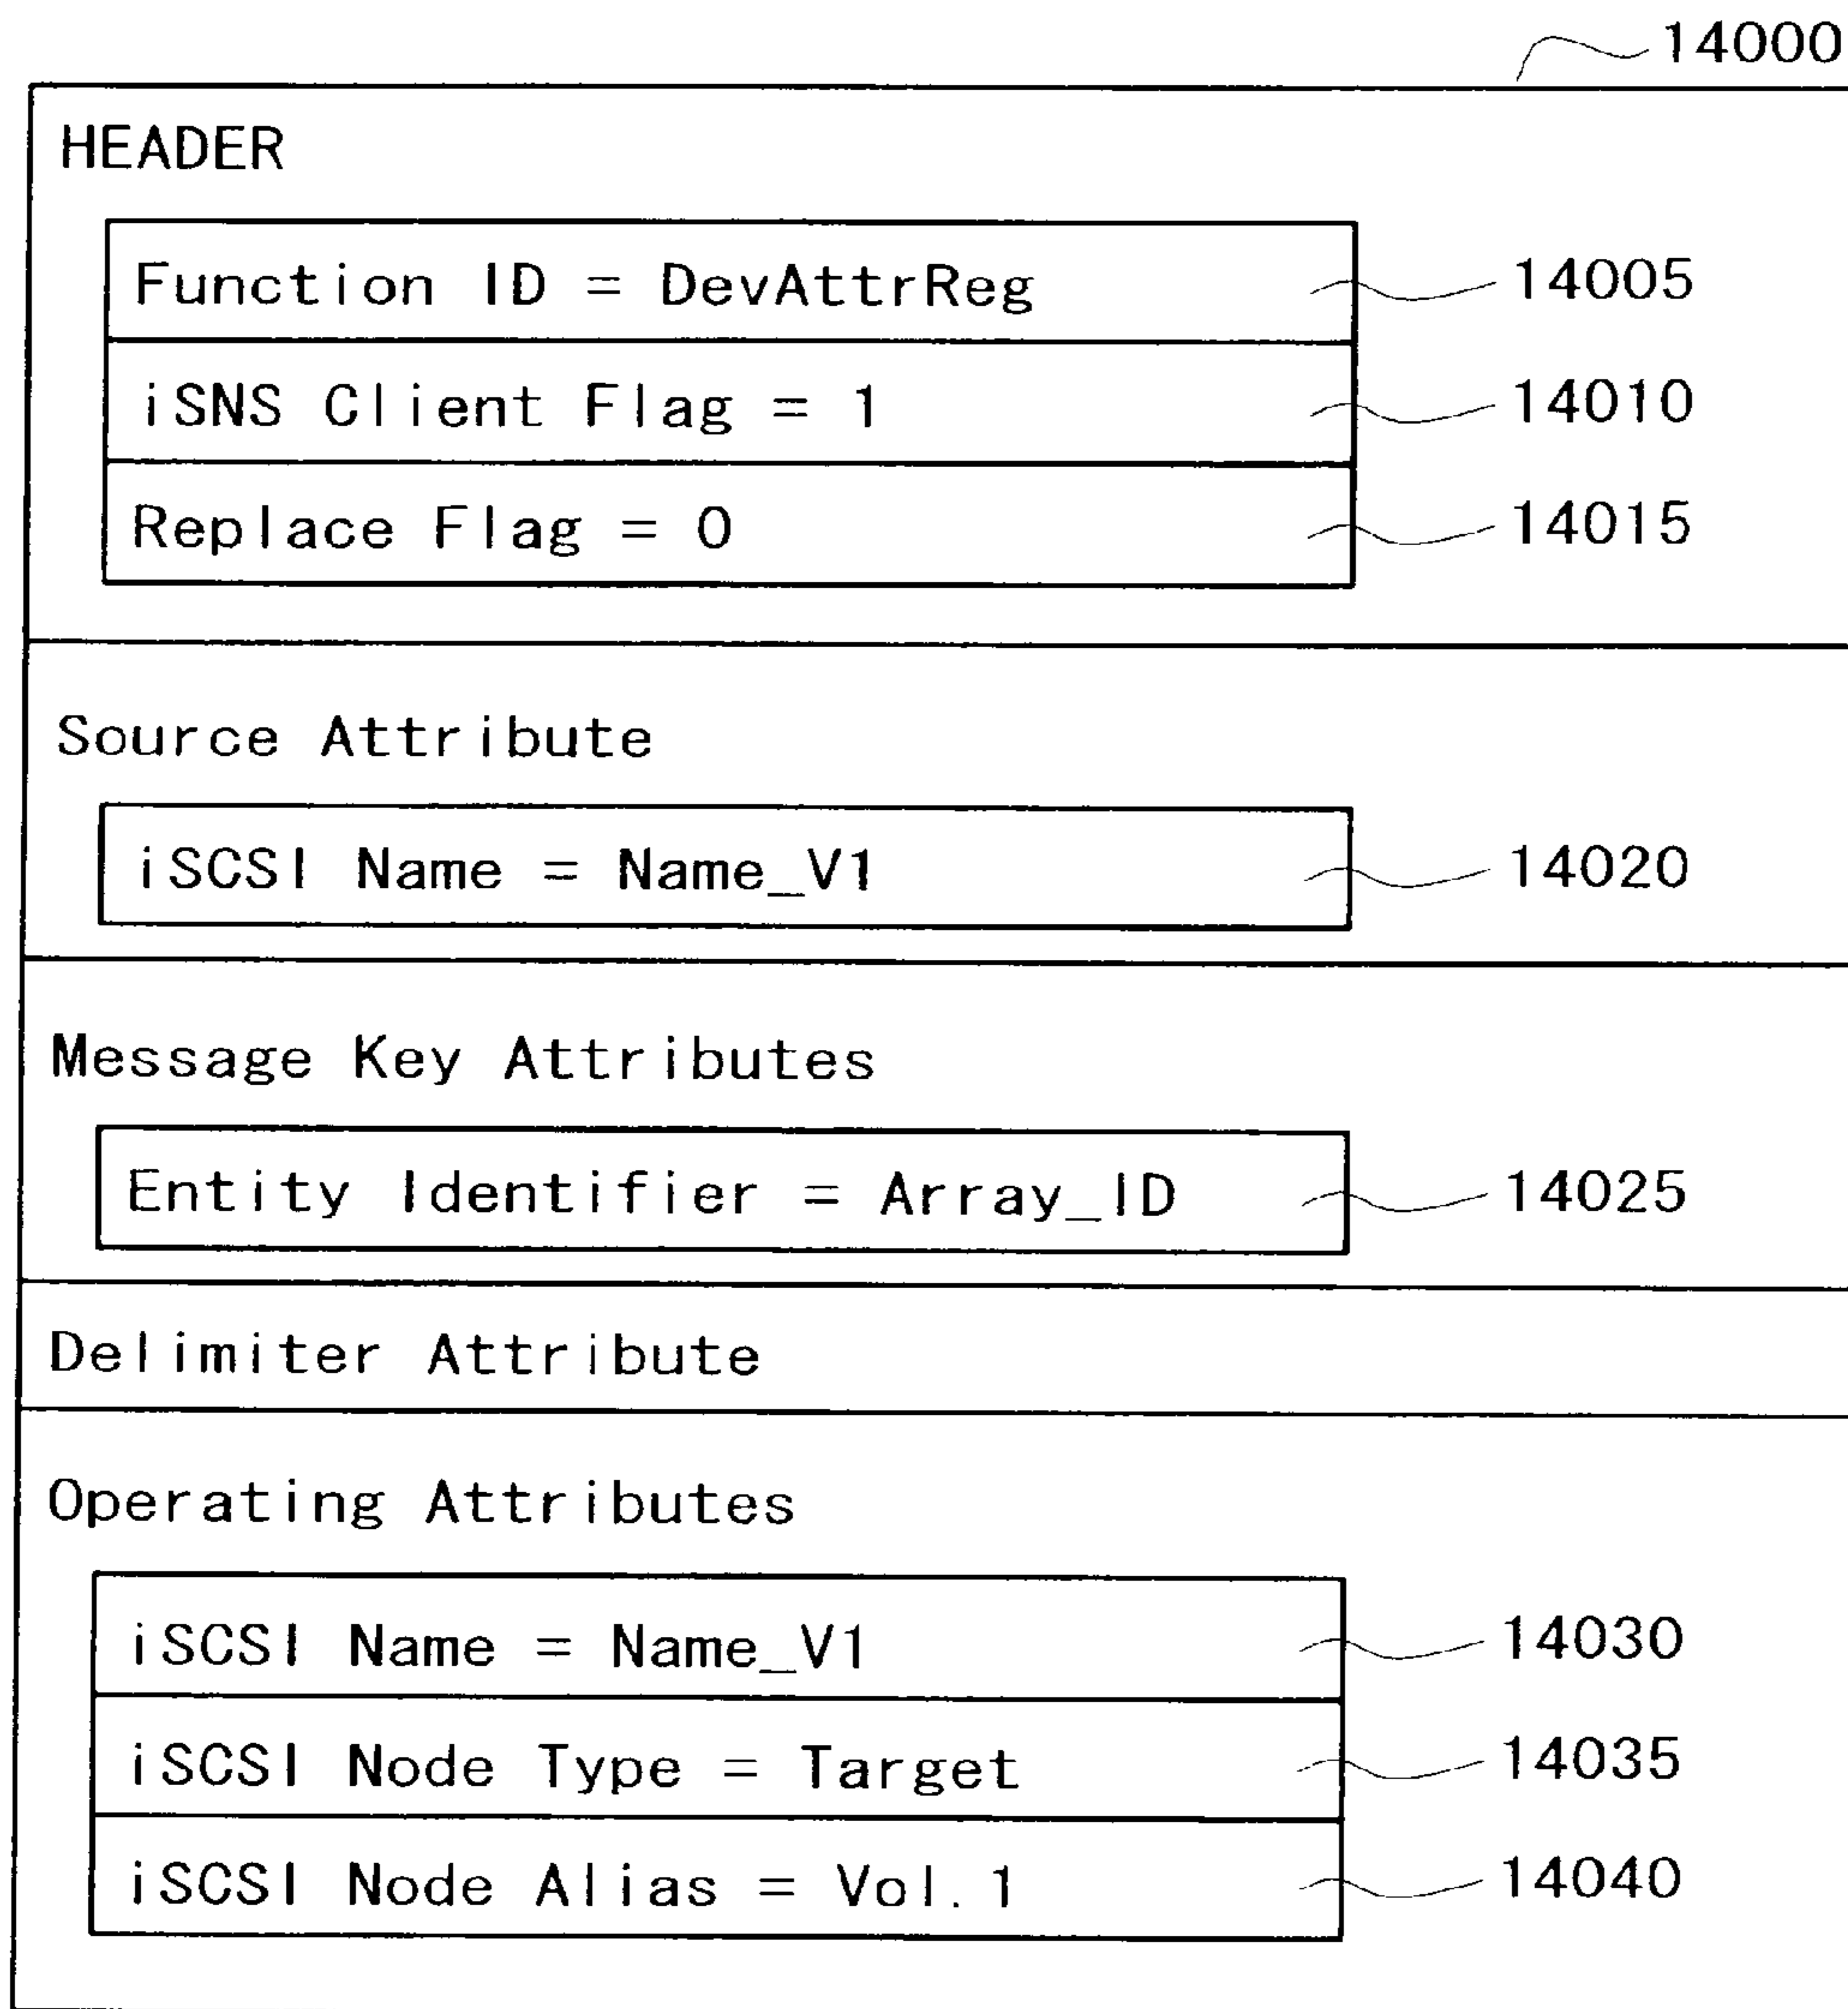 14000
HEADER
Function ID = DevAttrReg 14005
iSNS Client Flag = 1 14010
Replace Flag = 0 14015
Source Attribute
iSCSI Name = Name_V1 14020
Message Key Attributes
Entity Identifier = Array_ID 14025
Delimiter Attribute
Operating Attributes
iSCSI Name = Name_V1 14030
iSCSI Node Type = Target 14035
iSCSI Node Alias = Vol.1 14040